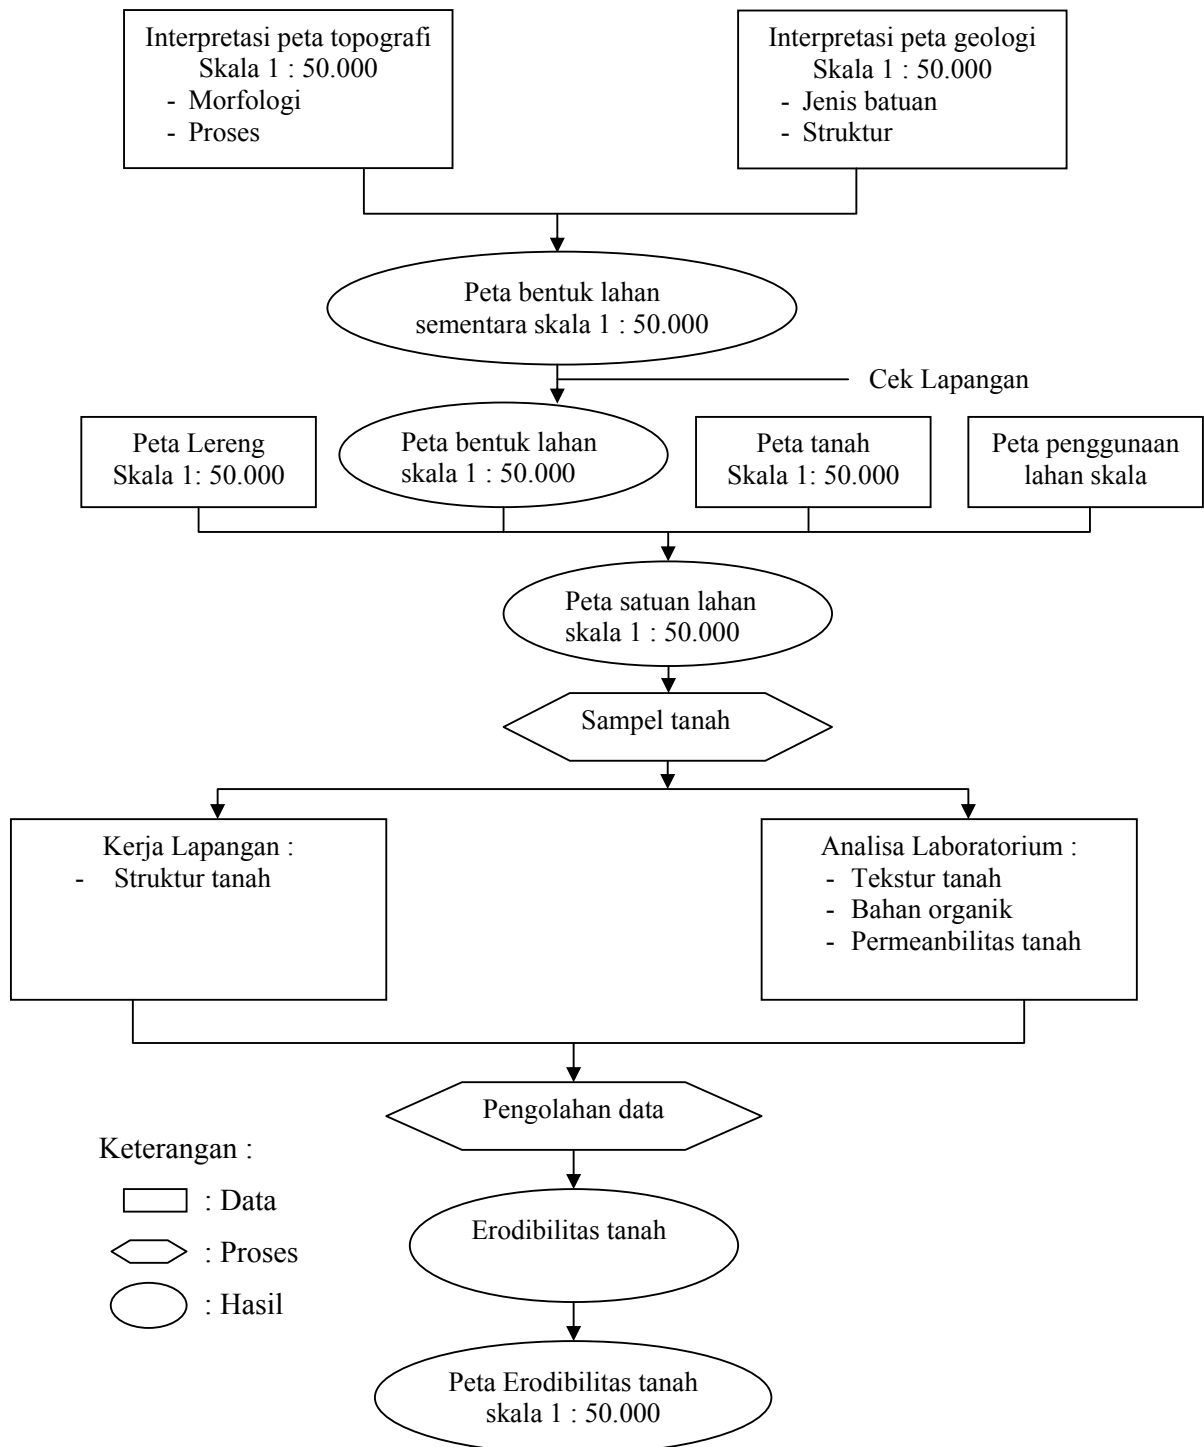 Interpretasi peta topografi
Skala 1 : 50.000
- Morfologi
- Proses
Interpretasi peta geologi
Skala 1 : 50.000
- Jenis batuan
- Struktur
Peta bentuk lahan
sementara skala 1 : 50.000
Cek Lapangan
Peta Lereng
Skala 1: 50.000
Peta bentuk lahan
skala 1 : 50.000
Peta tanah
Skala 1: 50.000
Peta penggunaan
lahan skala
Peta satuan lahan
skala 1 : 50.000
Sampel tanah
Kerja Lapangan :
- Struktur tanah
Analisa Laboratorium :
- Tekstur tanah
- Bahan organik
- Permeanbilitas tanah
Pengolahan data
Keterangan :
: Data
: Proses
: Hasil
Erodibilitas tanah
Peta Erodibilitas tanah
skala 1 : 50.000